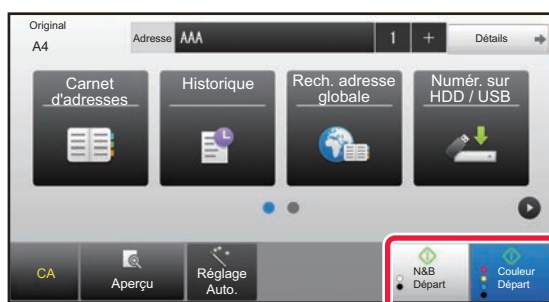 Original
A4
Adresse AAA 1 + Détails
Carnet
d'adresses
Historique
Rech. adresse
globale
Numér. sur
HDD / USB
CA
Aperçu
Réglage
Auto.
N&B
Départ
Couleur
Départ